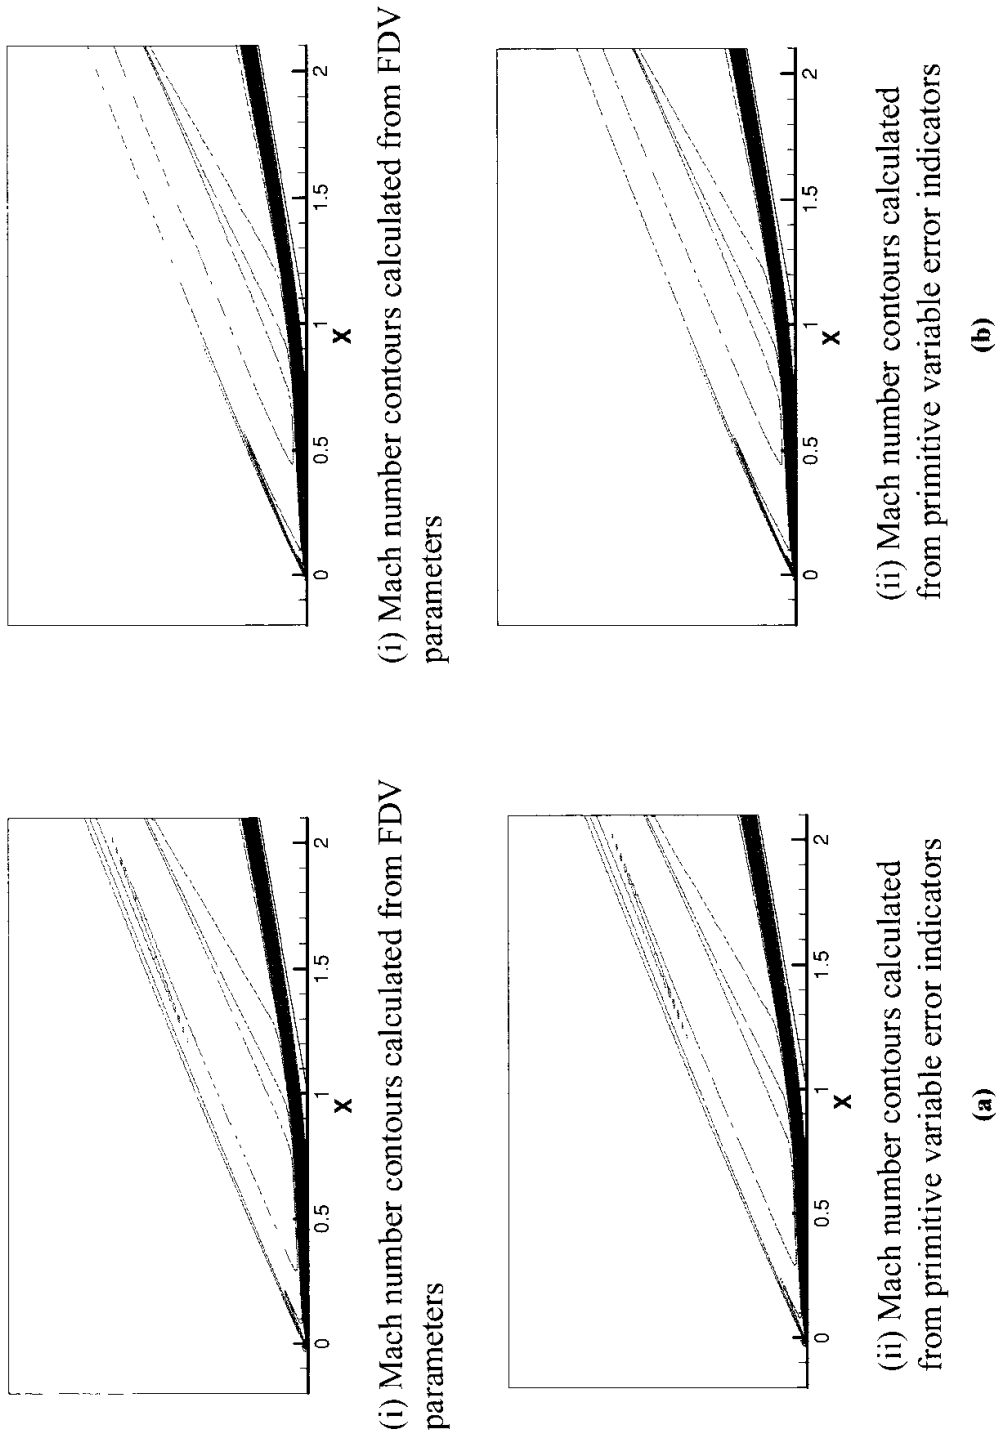 0 0.5 1 1.5 2
X
(i) Mach number contours calculated from FDV
parameters
0 0.5 1 1.5 2
X
(ii) Mach number contours calculated
from primitive variable error indicators
(a)
0 0.5 1 1.5 2
X
(i) Mach number contours calculated from FDV
parameters
0 0.5 1 1.5 2
X
(ii) Mach number contours calculated
from primitive variable error indicators
(b)